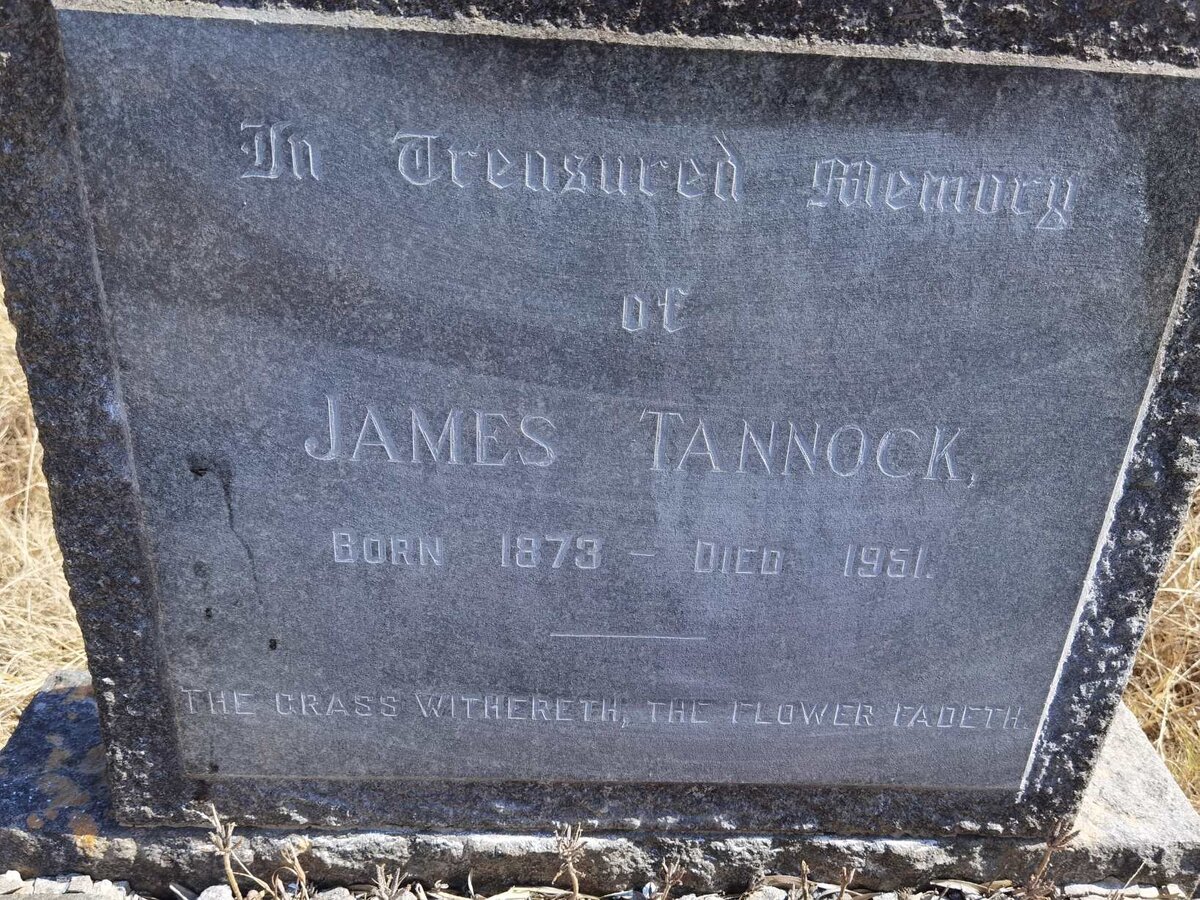 In Treasured Memory
of
JAMES TANNOCK,
BORN 1873 – DIED 1951.
THE GRASS WITHERETH, THE FLOWER FADETH.